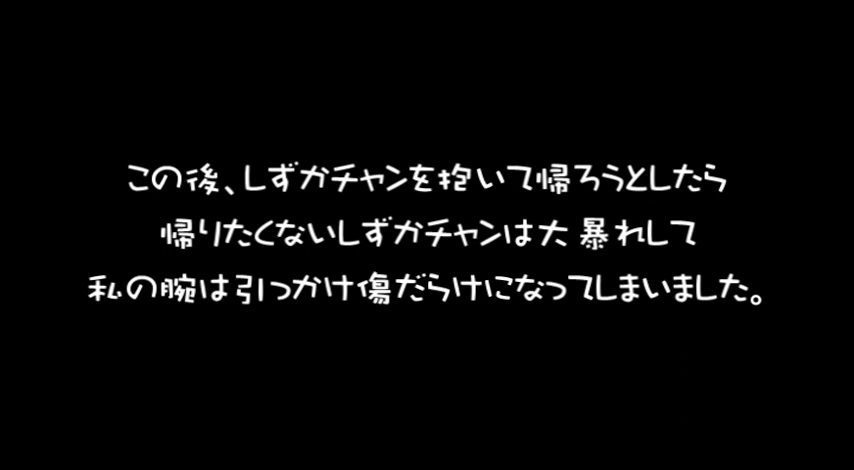 この後、しずカチャンを抱いて帰ろうとしたら
帰りたくないしずカチャンは大暴れして
私の腕は引っかけ傷だらけになってしまいました。